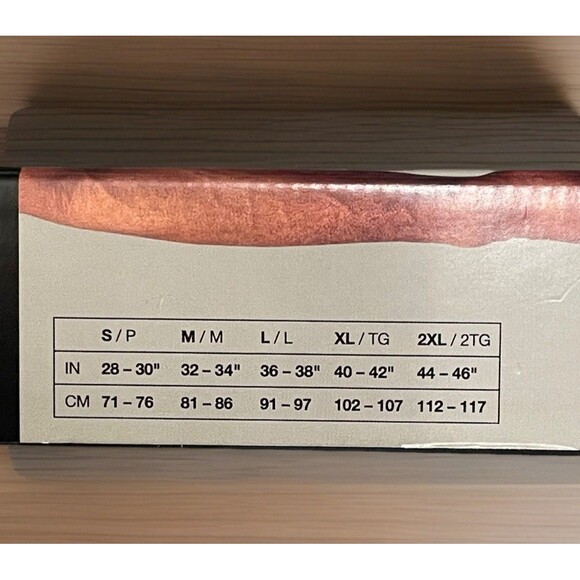 S / P M / M L / L XL / TG 2XL / 2TG
IN 28 – 30" 32 – 34" 36 – 38" 40 – 42" 44 – 46"
CM 71 – 76 81 – 86 91 – 97 102 – 107 112 – 117